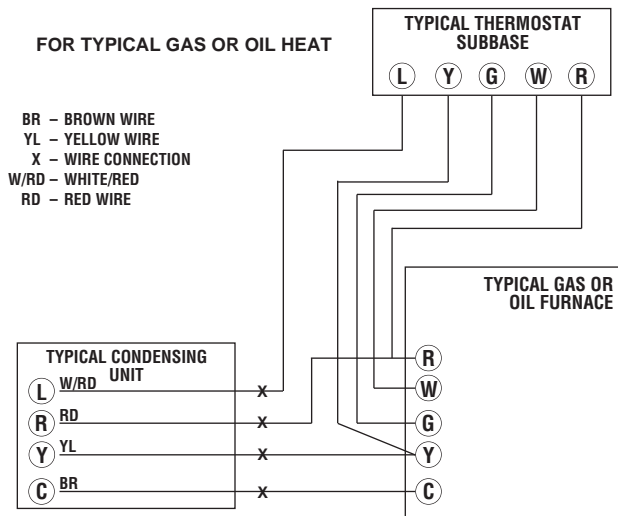 FOR TYPICAL GAS OR OIL HEAT
TYPICAL THERMOSTAT
SUBBASE
L Y G W R
BR – BROWN WIRE
YL – YELLOW WIRE
X – WIRE CONNECTION
W/RD – WHITE/RED
RD – RED WIRE
TYPICAL GAS OR
OIL FURNACE
R
W
G
Y
C
TYPICAL CONDENSING
UNIT
L W/RD X
R RD X
Y YL X
C BR X